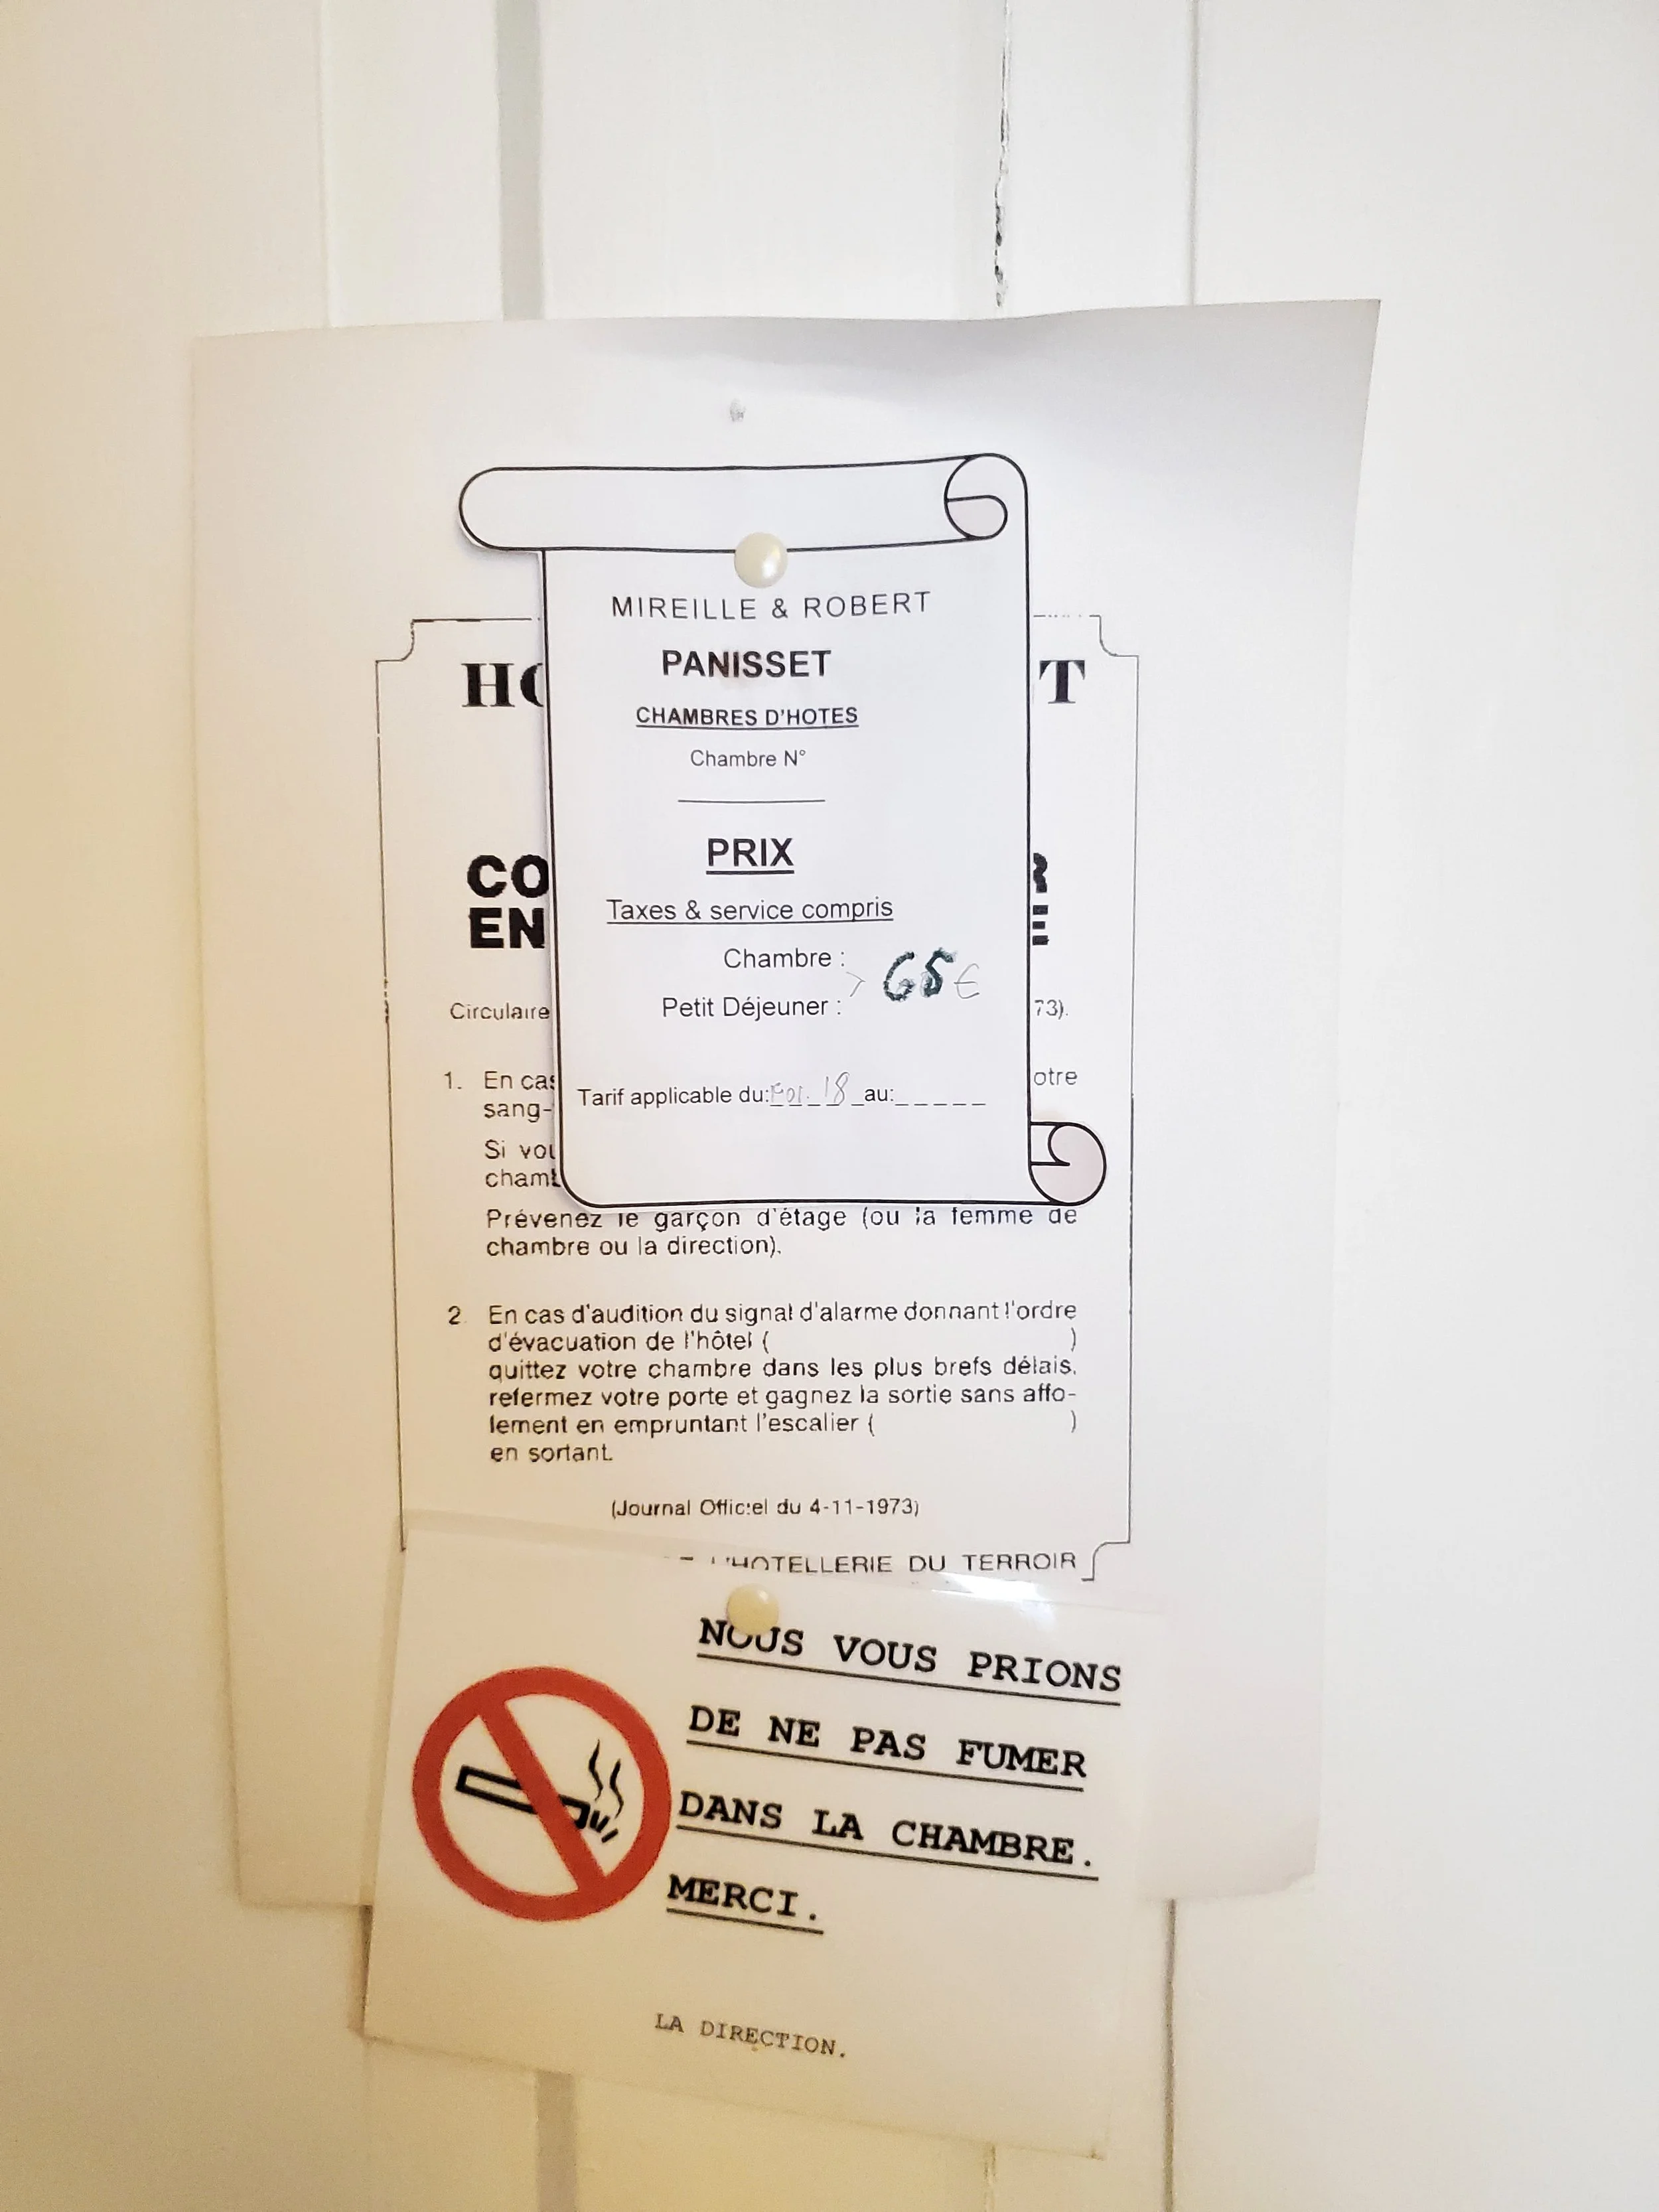 MIREILLE & ROBERT
PANISSET
CHAMBRES D'HOTES
Chambre N°
PRIX
Taxes & service compris
Chambre :
65€
Petit Déjeuner :
Tarif applicable du: 18 au:
Circulaire
73).
1. En cas
otre
sang-
Si vou
chamb
Prévenez le garçon d'étage (ou la femme de
chambre ou la direction).
2. En cas d'audition du signal d'alarme donnant l'ordre
d'évacuation de l'hôtel ( )
quittez votre chambre dans les plus brefs délais,
refermez votre porte et gagnez la sortie sans affo-
lement en empruntant l'escalier ( )
en sortant.
(Journal Officiel du 4-11-1973)
L'HOTELLERIE DU TERROIR
NOUS VOUS PRIONS
DE NE PAS FUMER
DANS LA CHAMBRE.
MERCI.
LA DIRECTION.